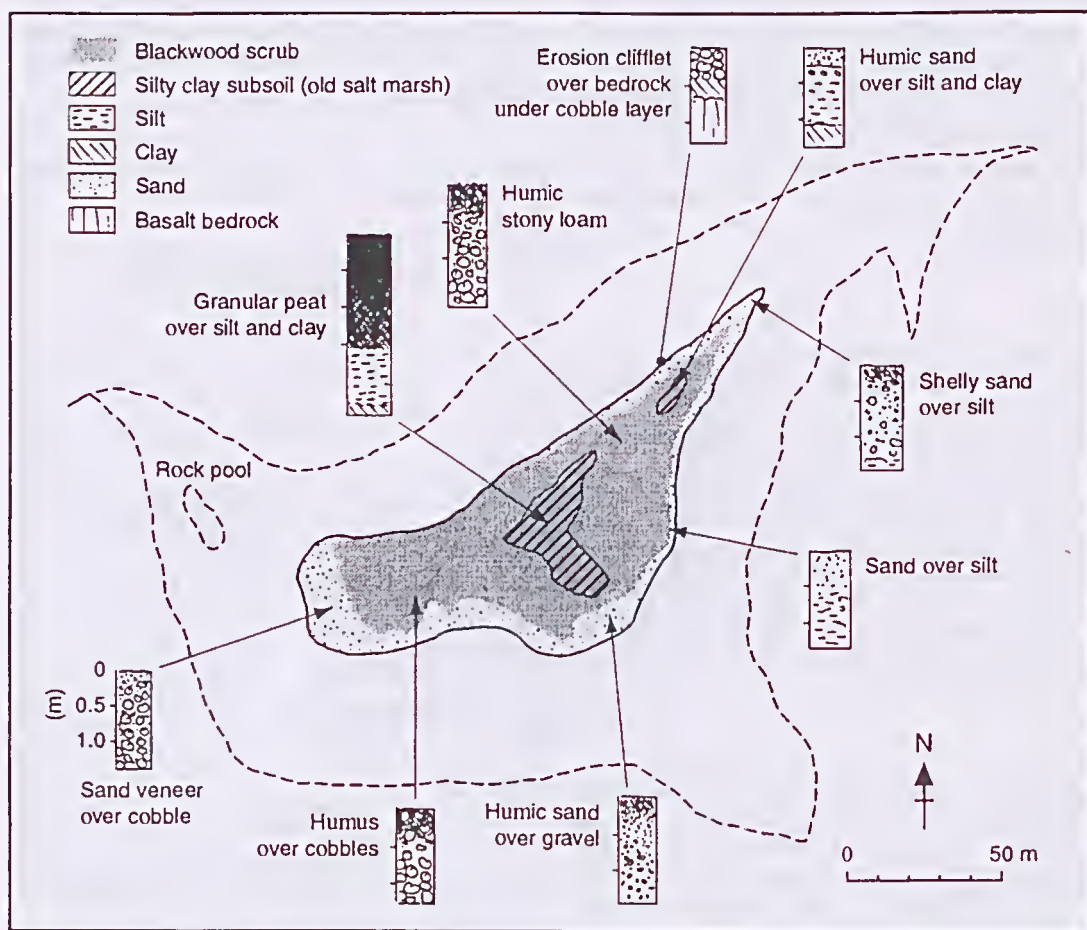 Blackwood scrub
Silty clay subsoil (old salt marsh)
Silt
Clay
Sand
Basalt bedrock
Erosion clifflet
over bedrock
under cobble layer
Humic sand
over silt and clay
Humic
stony loam
Granular peat
over silt and clay
Shelly sand
over silt
Rock pool
Sand over silt
0
0.5
1.0
(m)
Sand veneer
over cobble
Humus
over cobbles
Humic sand
over gravel
N
0 50 m